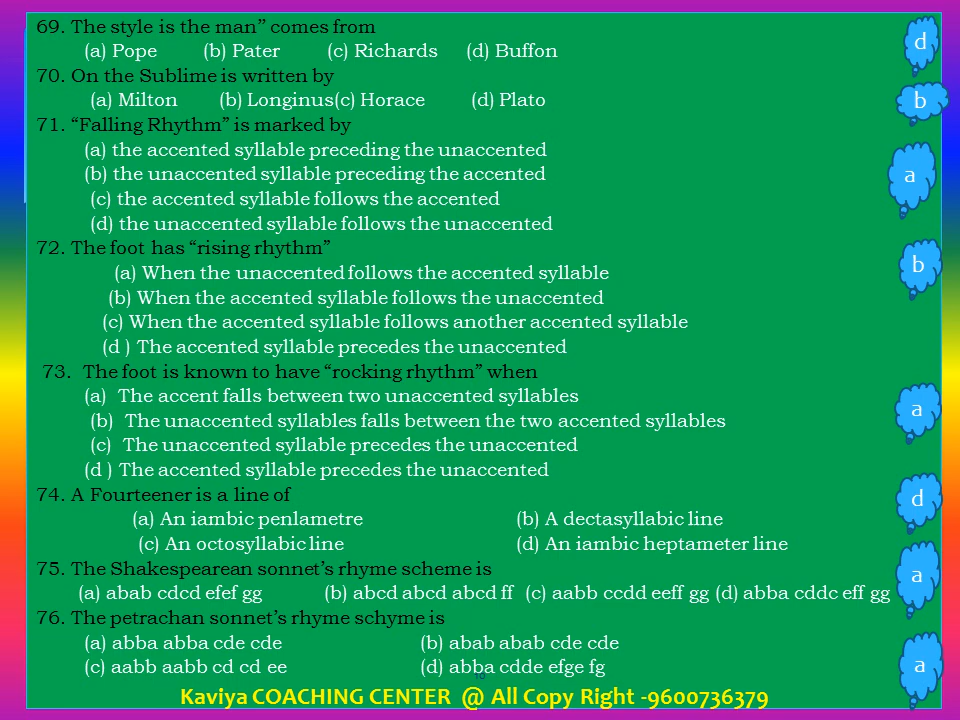 69. The style is the man” comes from
(a) Pope (b) Pater (c) Richards (d) Buffon
d
70. On the Sublime is written by
(a) Milton (b) Longinus(c) Horace (d) Plato
b
71. “Falling Rhythm” is marked by
(a) the accented syllable preceding the unaccented
(b) the unaccented syllable preceding the accented
a
(c) the accented syllable follows the accented
(d) the unaccented syllable follows the unaccented
72. The foot has “rising rhythm”
(a) When the unaccented follows the accented syllable
b
(b) When the accented syllable follows the unaccented
(c) When the accented syllable follows another accented syllable
(d ) The accented syllable precedes the unaccented
73. The foot is known to have “rocking rhythm” when
(a) The accent falls between two unaccented syllables
a
(b) The unaccented syllables falls between the two accented syllables
(c) The unaccented syllable precedes the unaccented
(d ) The accented syllable precedes the unaccented
74. A Fourteener is a line of
d
(a) An iambic penlametre (b) A dectasyllabic line
(c) An octosyllabic line (d) An iambic heptameter line
75. The Shakespearean sonnet’s rhyme scheme is
a
(a) abab cdcd efef gg (b) abcd abcd abcd ff (c) aabb ccdd eeff gg (d) abba cddc eff gg
76. The petrachan sonnet’s rhyme schyme is
(a) abba abba cde cde (b) abab abab cde cde
(c) aabb aabb cd cd ee (d) abba cdde efge fg
a
10
Kaviya COACHING CENTER @ All Copy Right -9600736379